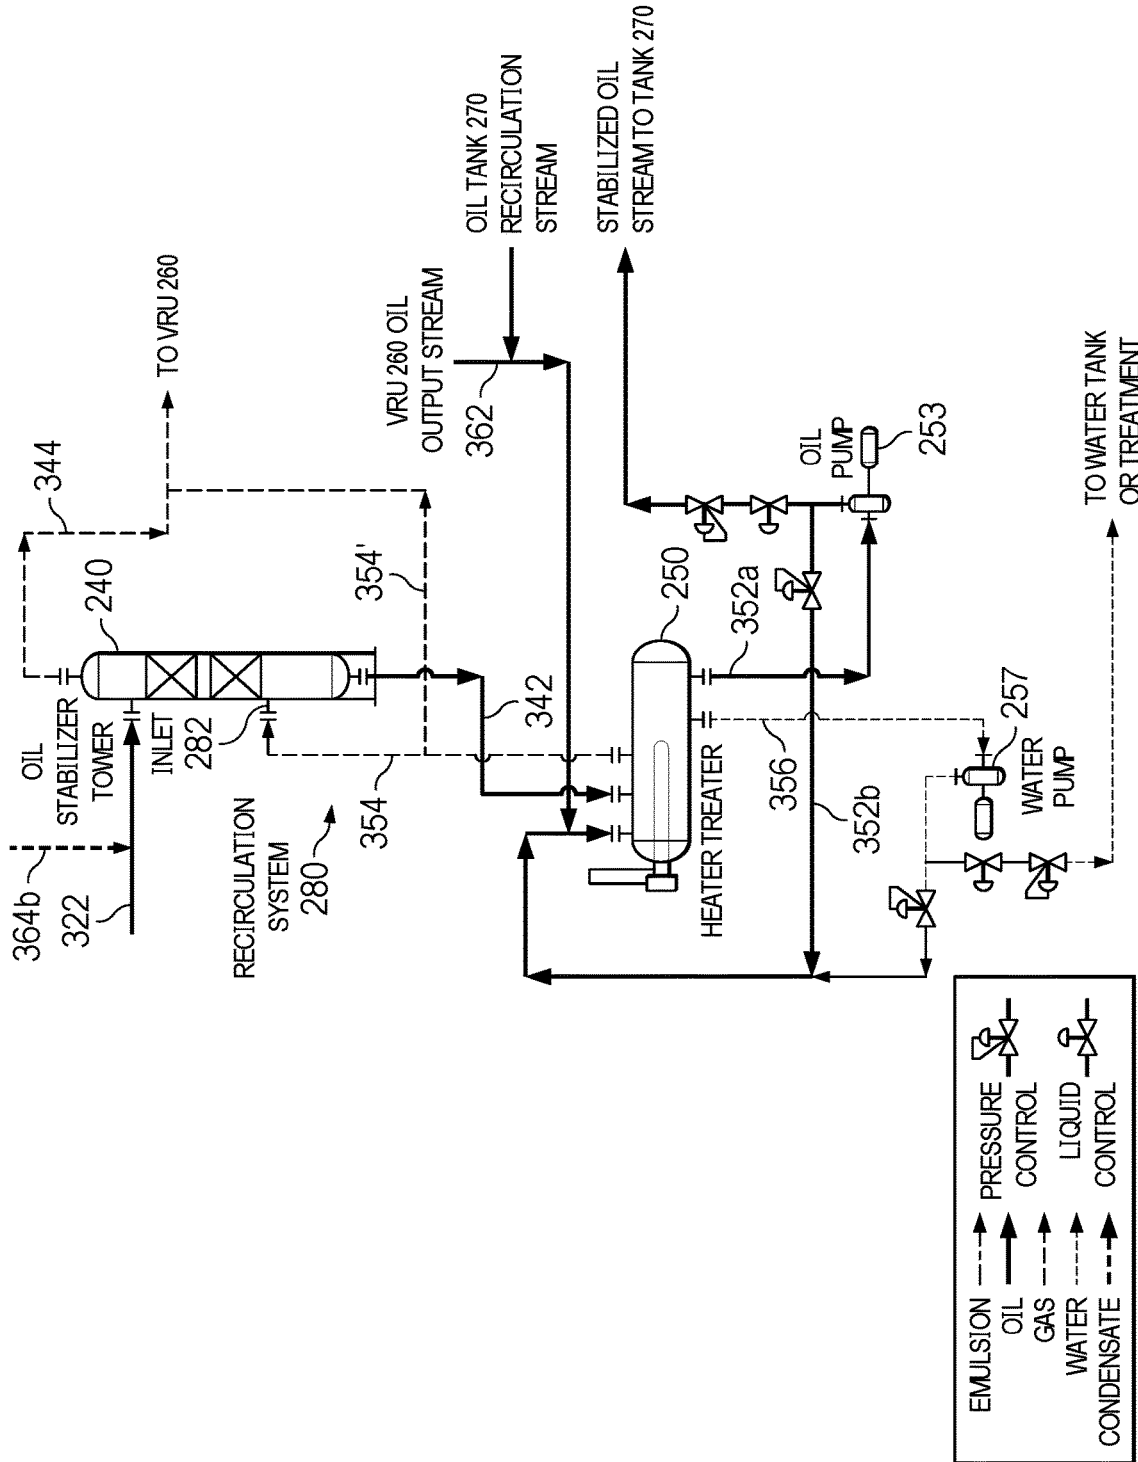 364b
322
OIL
STABILIZER
TOWER
INLET
282
240
344
TO VRU 260
RECIRCULATION
SYSTEM
280
354
354'
342
VRU 260 OIL
OUTPUT STREAM
362
OIL TANK 270
RECIRCULATION
STREAM
STABILIZED OIL
STREAM TO TANK 270
HEATER TREATER
250
352a
OIL
PUMP
253
356
352b
257
WATER
PUMP
TO WATER TANK
OR TREATMENT
EMULSION
OIL
GAS
WATER
CONDENSATE
PRESSURE
CONTROL
LIQUID
CONTROL